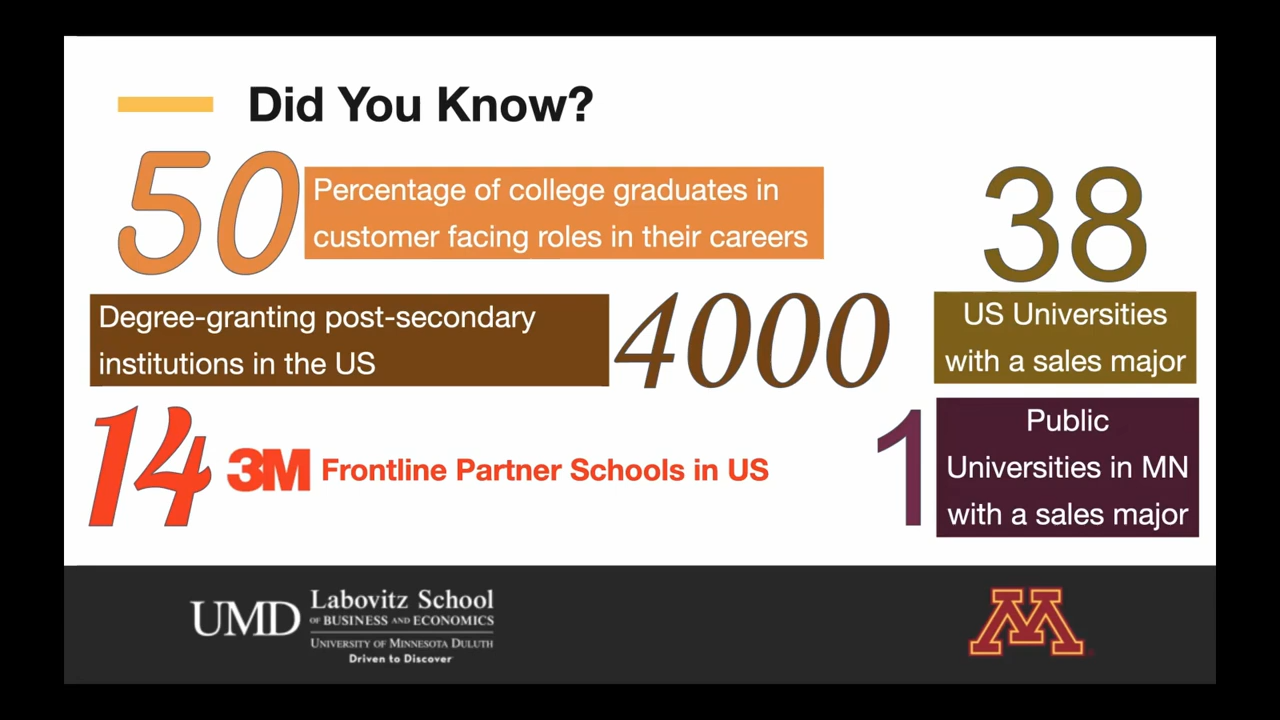 Did You Know?
50
Percentage of college graduates in
customer facing roles in their careers
38
US Universities
with a sales major
Degree-granting post-secondary
institutions in the US
4000
14
3M Frontline Partner Schools in US
1
Public
Universities in MN
with a sales major
UMD
Labovitz School
OF BUSINESS AND ECONOMICS
UNIVERSITY OF MINNESOTA DULUTH
Driven to Discover
M